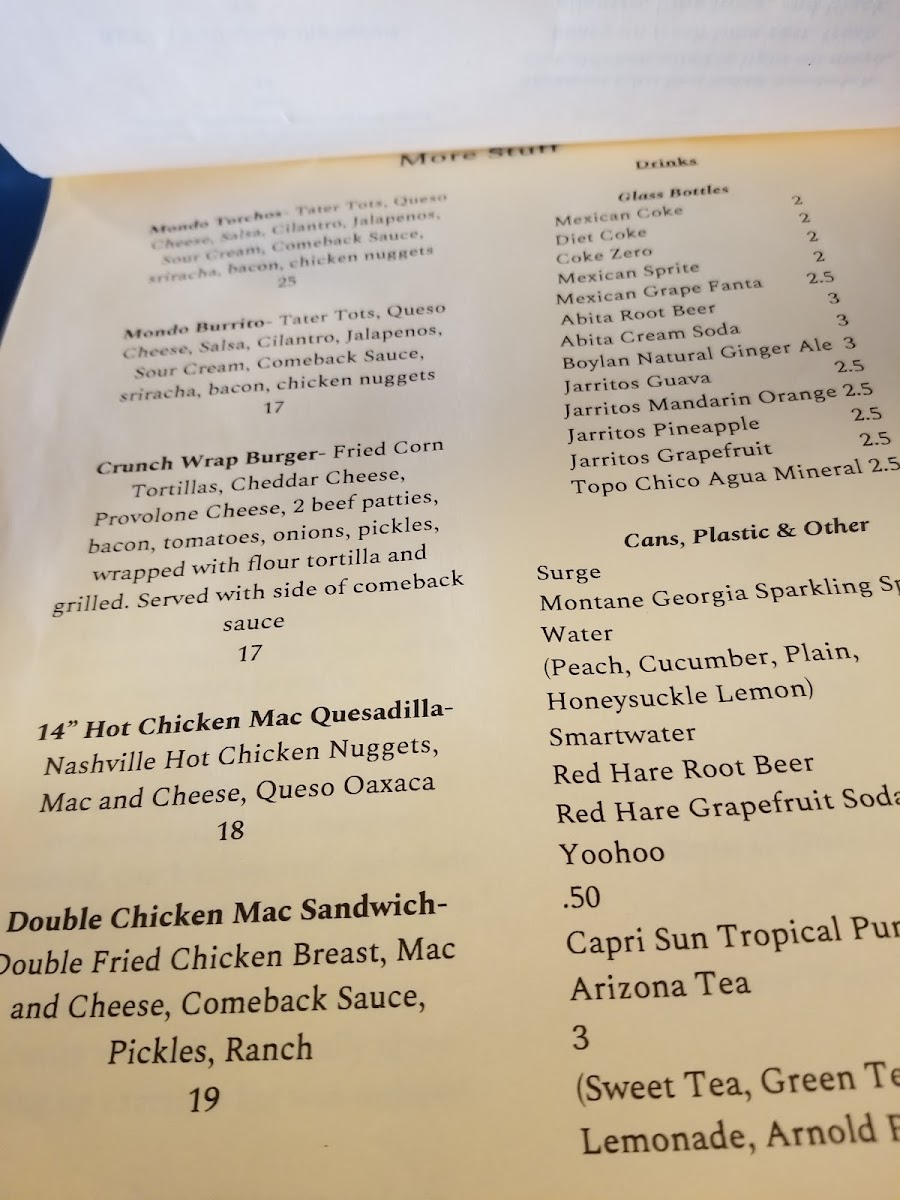 More Stuff
Mondo Torchos- Tater Tots, Queso
Cheese, Salsa, Cilantro, Jalapenos,
Sour Cream, Comeback Sauce,
sriracha, bacon, chicken nuggets
25
Mondo Burrito- Tater Tots, Queso
Cheese, Salsa, Cilantro, Jalapenos,
Sour Cream, Comeback Sauce,
sriracha, bacon, chicken nuggets
17
Crunch Wrap Burger- Fried Corn
Tortillas, Cheddar Cheese,
Provolone Cheese, 2 beef patties,
bacon, tomatoes, onions, pickles,
wrapped with flour tortilla and
grilled. Served with side of comeback
sauce
17
14" Hot Chicken Mac Quesadilla-
Nashville Hot Chicken Nuggets,
Mac and Cheese, Queso Oaxaca
18
Double Chicken Mac Sandwich-
Double Fried Chicken Breast, Mac
and Cheese, Comeback Sauce,
Pickles, Ranch
19
Drinks
Glass Bottles
Mexican Coke 2
Diet Coke 2
Coke Zero 2
Mexican Sprite 2
Mexican Grape Fanta 2.5
Abita Root Beer 3
Abita Cream Soda 3
Boylan Natural Ginger Ale 3
Jarritos Guava 2.5
Jarritos Mandarin Orange 2.5
Jarritos Pineapple 2.5
Jarritos Grapefruit 2.5
Topo Chico Agua Mineral 2.5
Cans, Plastic & Other
Surge
Montane Georgia Sparkling
Water
(Peach, Cucumber, Plain,
Honeysuckle Lemon)
Smartwater
Red Hare Root Beer
Red Hare Grapefruit Soda
Yoohoo
.50
Capri Sun Tropical
Arizona Tea
3
(Sweet Tea, Green
Lemonade, Arnold